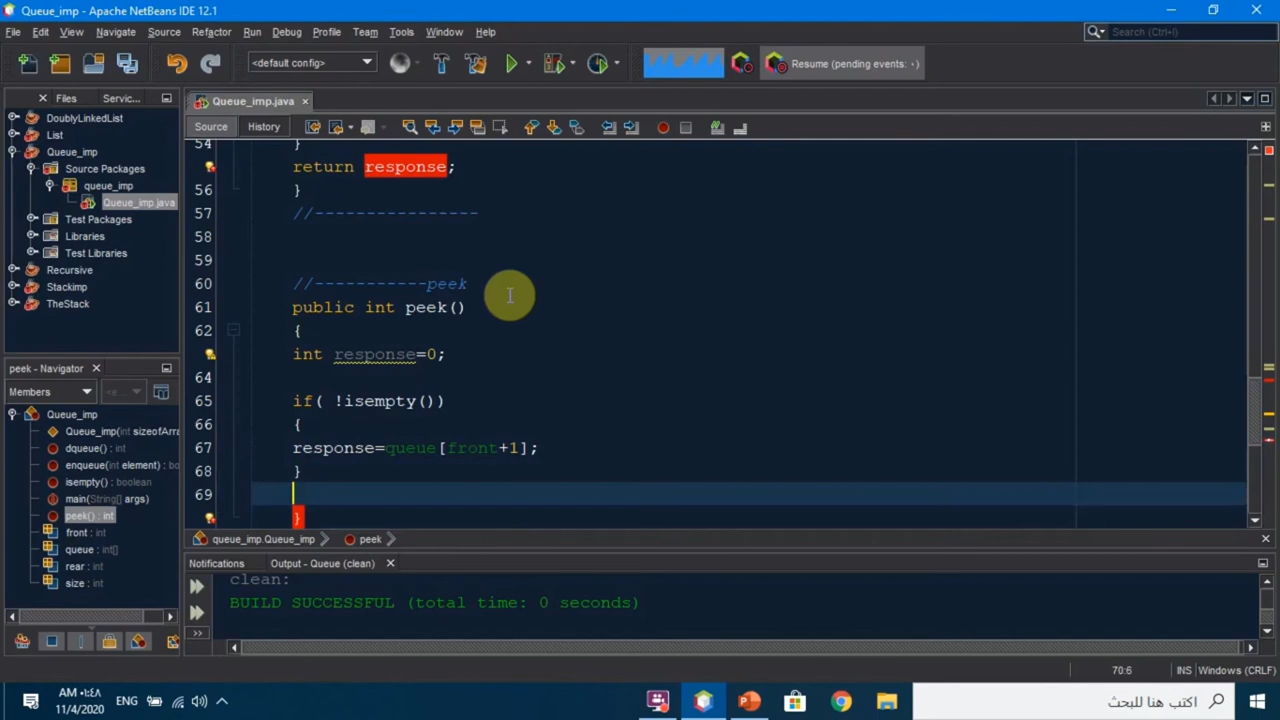 Queue_imp - Apache NetBeans IDE 12.1
File Edit View Navigate Source Refactor Run Debug Profile Team Tools Window Help
Search (Ctrl+I)
<default config>
Resume (pending events: -)
Files Servic...
DoublyLinkedList
List
Queue_imp
Source Packages
queue_imp
Queue_imp.java
Test Packages
Libraries
Test Libraries
Recursive
Stackimp
TheStack
peek - Navigator
Members
Queue_imp
Queue_imp(int sizeofArra
dqueue() : int
enqueue(int element) : bo
isempty() : boolean
main(String[] args)
peek() : int
front : int
queue : int[]
rear : int
size : int
Queue_imp.java
Source History
54 }
return response;
56 }
57 //----------------
58
59
60 //-----------peek
61 public int peek()
62 {
int response=0;
64
65 if( !isempty())
66 {
67 response=queue[front+1];
68 }
69
}
queue_imp.Queue_imp peek
Notifications Output - Queue (clean)
clean:
BUILD SUCCESSFUL (total time: 0 seconds)
70:6 INS Windows (CRLF)
AM ٠١:٤٨
11/4/2020
ENG
اكتب هنا للبحث